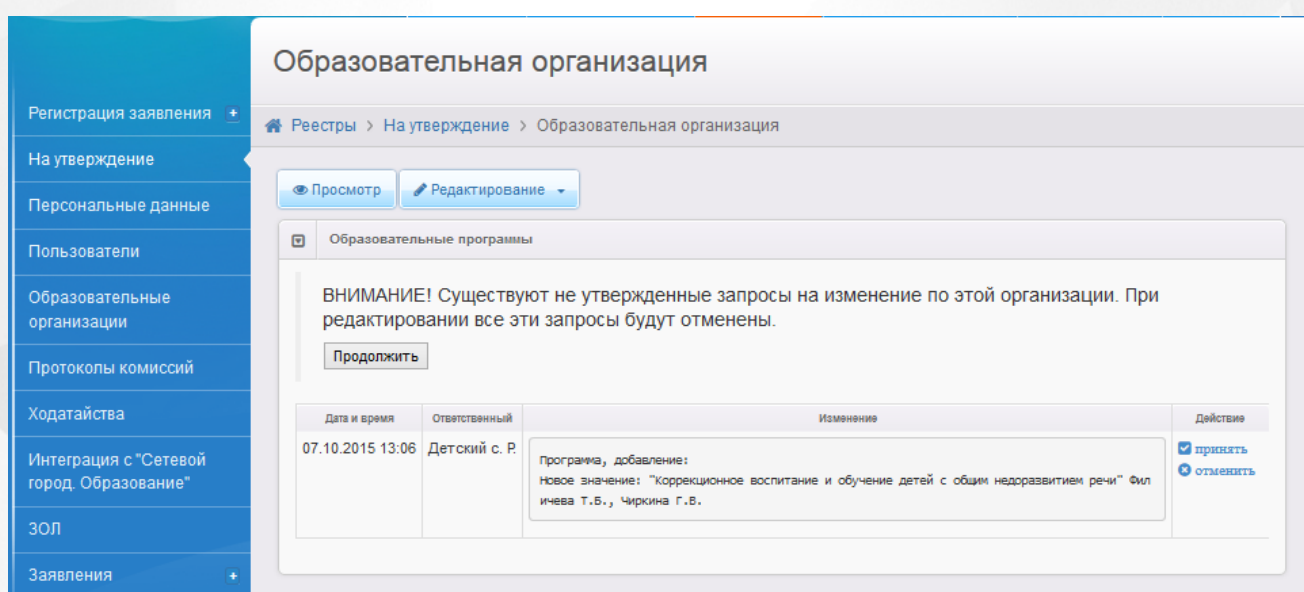 Образовательная организация
Регистрация заявления
На утверждение
Персональные данные
Пользователи
Образовательные
организации
Протоколы комиссий
Ходатайства
Интеграция с "Сетевой
город. Образование"
ЗОЛ
Заявления
Реестры > На утверждение > Образовательная организация
Просмотр Редактирование
Образовательные программы
ВНИМАНИЕ! Существуют не утвержденные запросы на изменение по этой организации. При
редактировании все эти запросы будут отменены.
Продолжить
Дата и время Ответственный Изменение Действие
07.10.2015 13:06 Детский с. Р.
Программа, добавление:
Новое значение: "Коррекционное воспитание и обучение детей с общим недоразвитием речи" Фил
ичева Т.Б., Чиркина Г.В.
принять
отменить